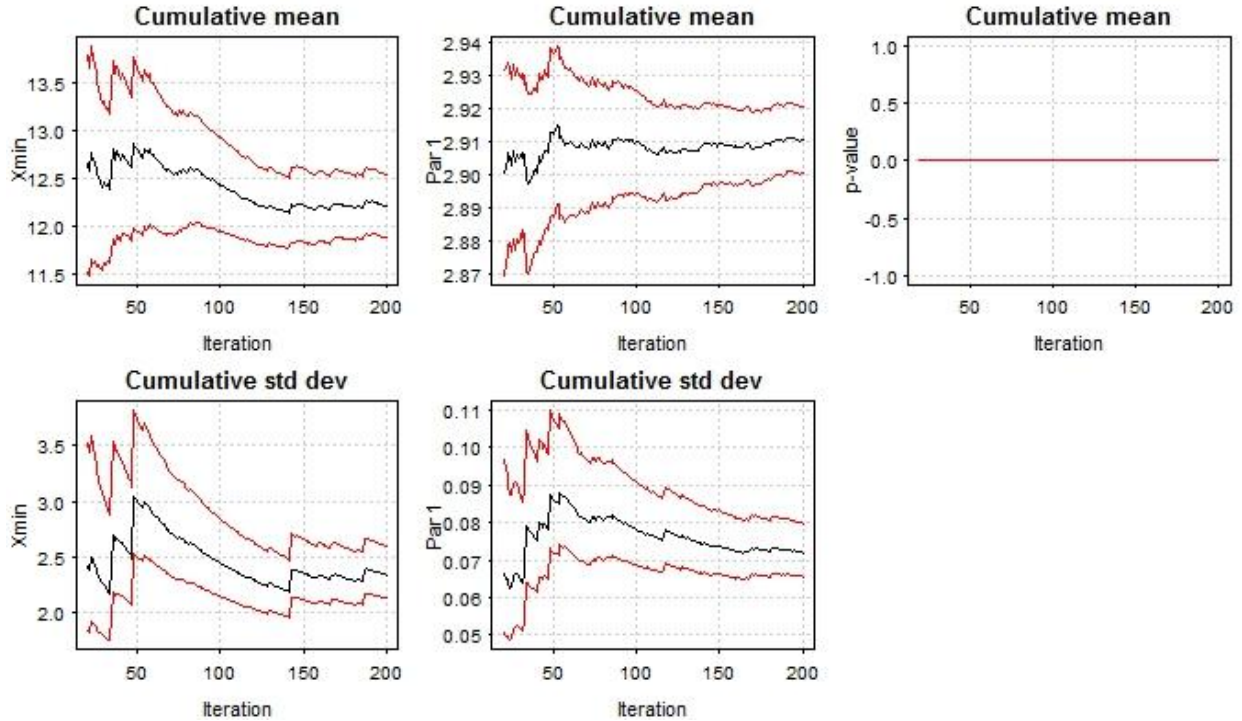 Cumulative mean
Xmin
13.5
13.0
12.5
12.0
11.5
50 100 150 200
Iteration
Cumulative mean
Par 1
2.94
2.93
2.92
2.91
2.90
2.89
2.88
2.87
50 100 150 200
Iteration
Cumulative mean
p-value
1.0
0.5
0.0
-0.5
-1.0
50 100 150 200
Iteration
Cumulative std dev
Xmin
3.5
3.0
2.5
2.0
50 100 150 200
Iteration
Cumulative std dev
Par 1
0.11
0.10
0.09
0.08
0.07
0.06
0.05
50 100 150 200
Iteration